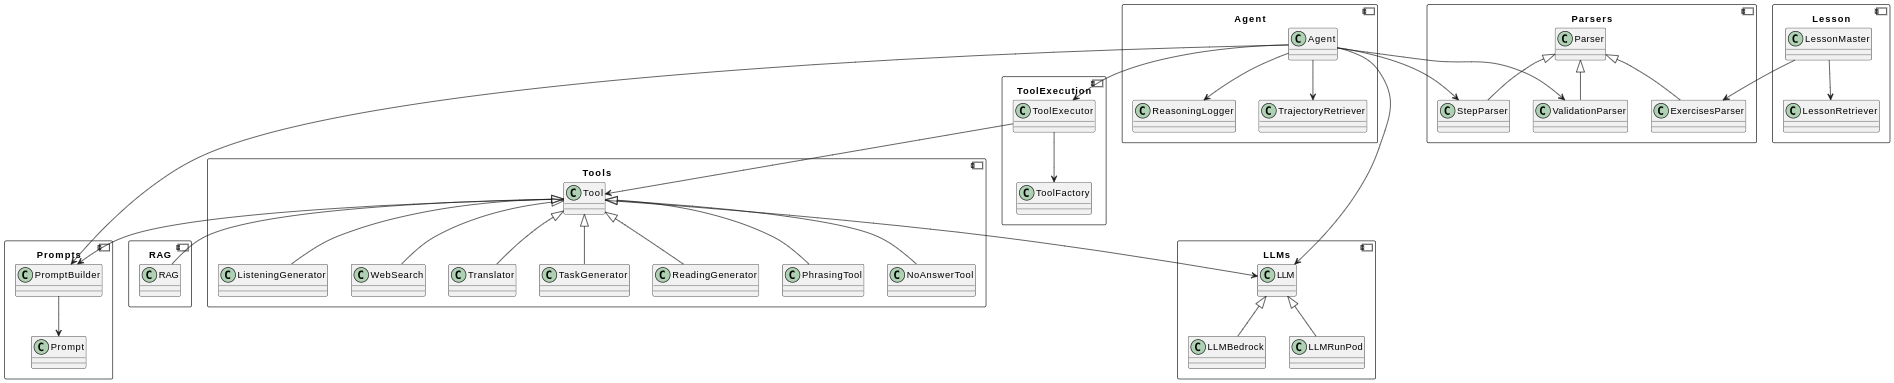 Agent
Agent
ReasoningLogger
TrajectoryRetriever
Parsers
Parser
StepParser
ValidationParser
ExercisesParser
Lesson
LessonMaster
LessonRetriever
ToolExecution
ToolExecutor
ToolFactory
Tools
Tool
ListeningGenerator
WebSearch
Translator
TaskGenerator
ReadingGenerator
PhrasingTool
NoAnswerTool
Prompts
PromptBuilder
Prompt
RAG
RAG
LLMs
LLM
LLMBedrock
LLMRunPod